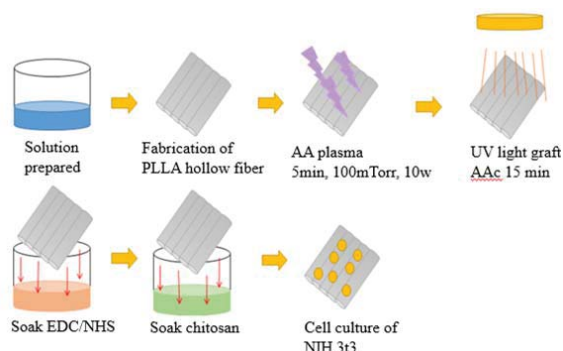 Solution
prepared
Fabrication of
PLLA hollow fiber
AA plasma
5min, 100mTorr, 10w
UV light graft
AAc 15 min
Soak EDC/NHS
Soak chitosan
Cell culture of
NIH 3t3